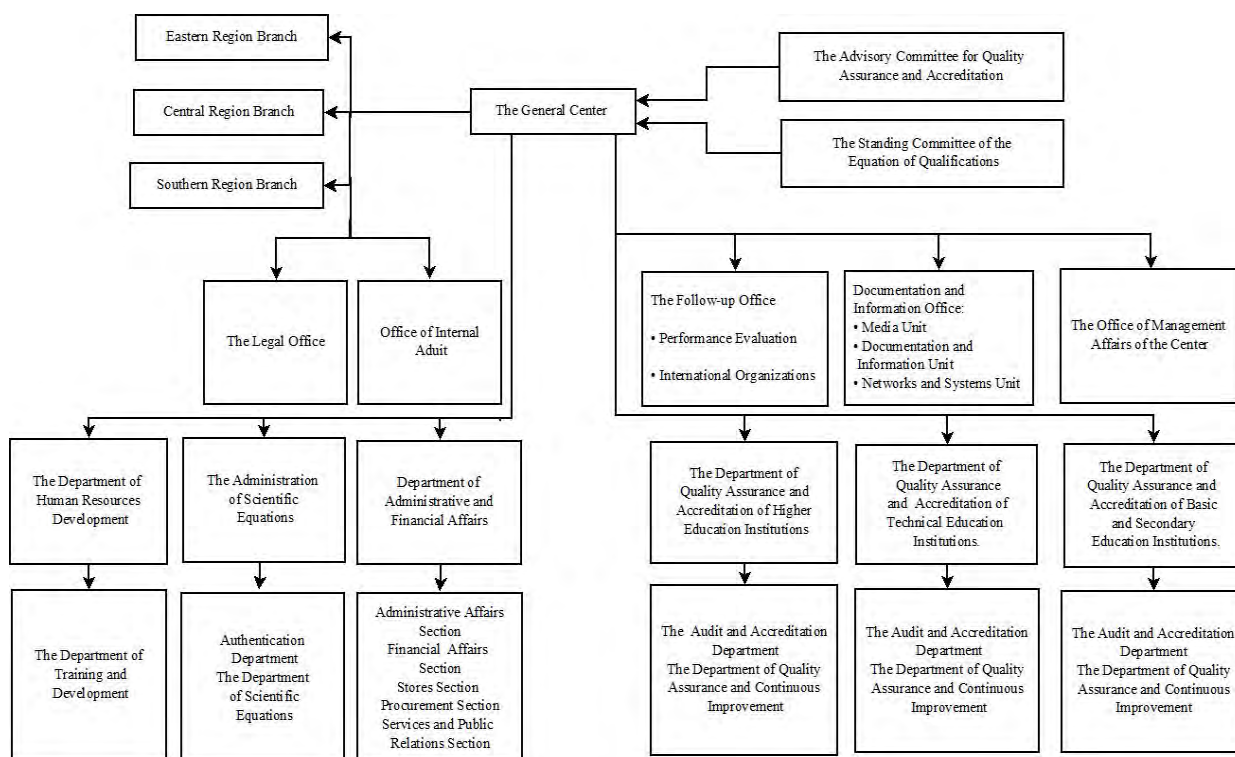 Eastern Region Branch
Central Region Branch
Southern Region Branch
The General Center
The Advisory Committee for Quality
Assurance and Accreditation
The Standing Committee of the
Equation of Qualifications
The Legal Office
Office of Internal
Aduit
The Follow-up Office
• Performance Evaluation
• International Organizations
Documentation and
Information Office:
• Media Unit
• Documentation and
Information Unit
• Networks and Systems Unit
The Office of Management
Affairs of the Center
The Department of
Human Resources
Development
The Administration
of Scientific
Equations
Department of
Administrative and
Financial Affairs
The Department of
Quality Assurance and
Accreditation of Higher
Education Institutions
The Department of
Quality Assurance
and Accreditation of
Technical Education
Institutions.
The Department of
Quality Assurance and
Accreditation of Basic
and Secondary
Education Institutions.
The Department of
Training and
Development
Authentication
Department
The Department
of Scientific
Equations
Administrative Affairs
Section
Financial Affairs
Section
Stores Section
Procurement Section
Services and Public
Relations Section
The Audit and Accreditation
Department
The Department of Quality
Assurance and Continuous
Improvement
The Audit and Accreditation
Department
The Department of Quality
Assurance and Continuous
Improvement
The Audit and Accreditation
Department
The Department of Quality
Assurance and Continuous
Improvement